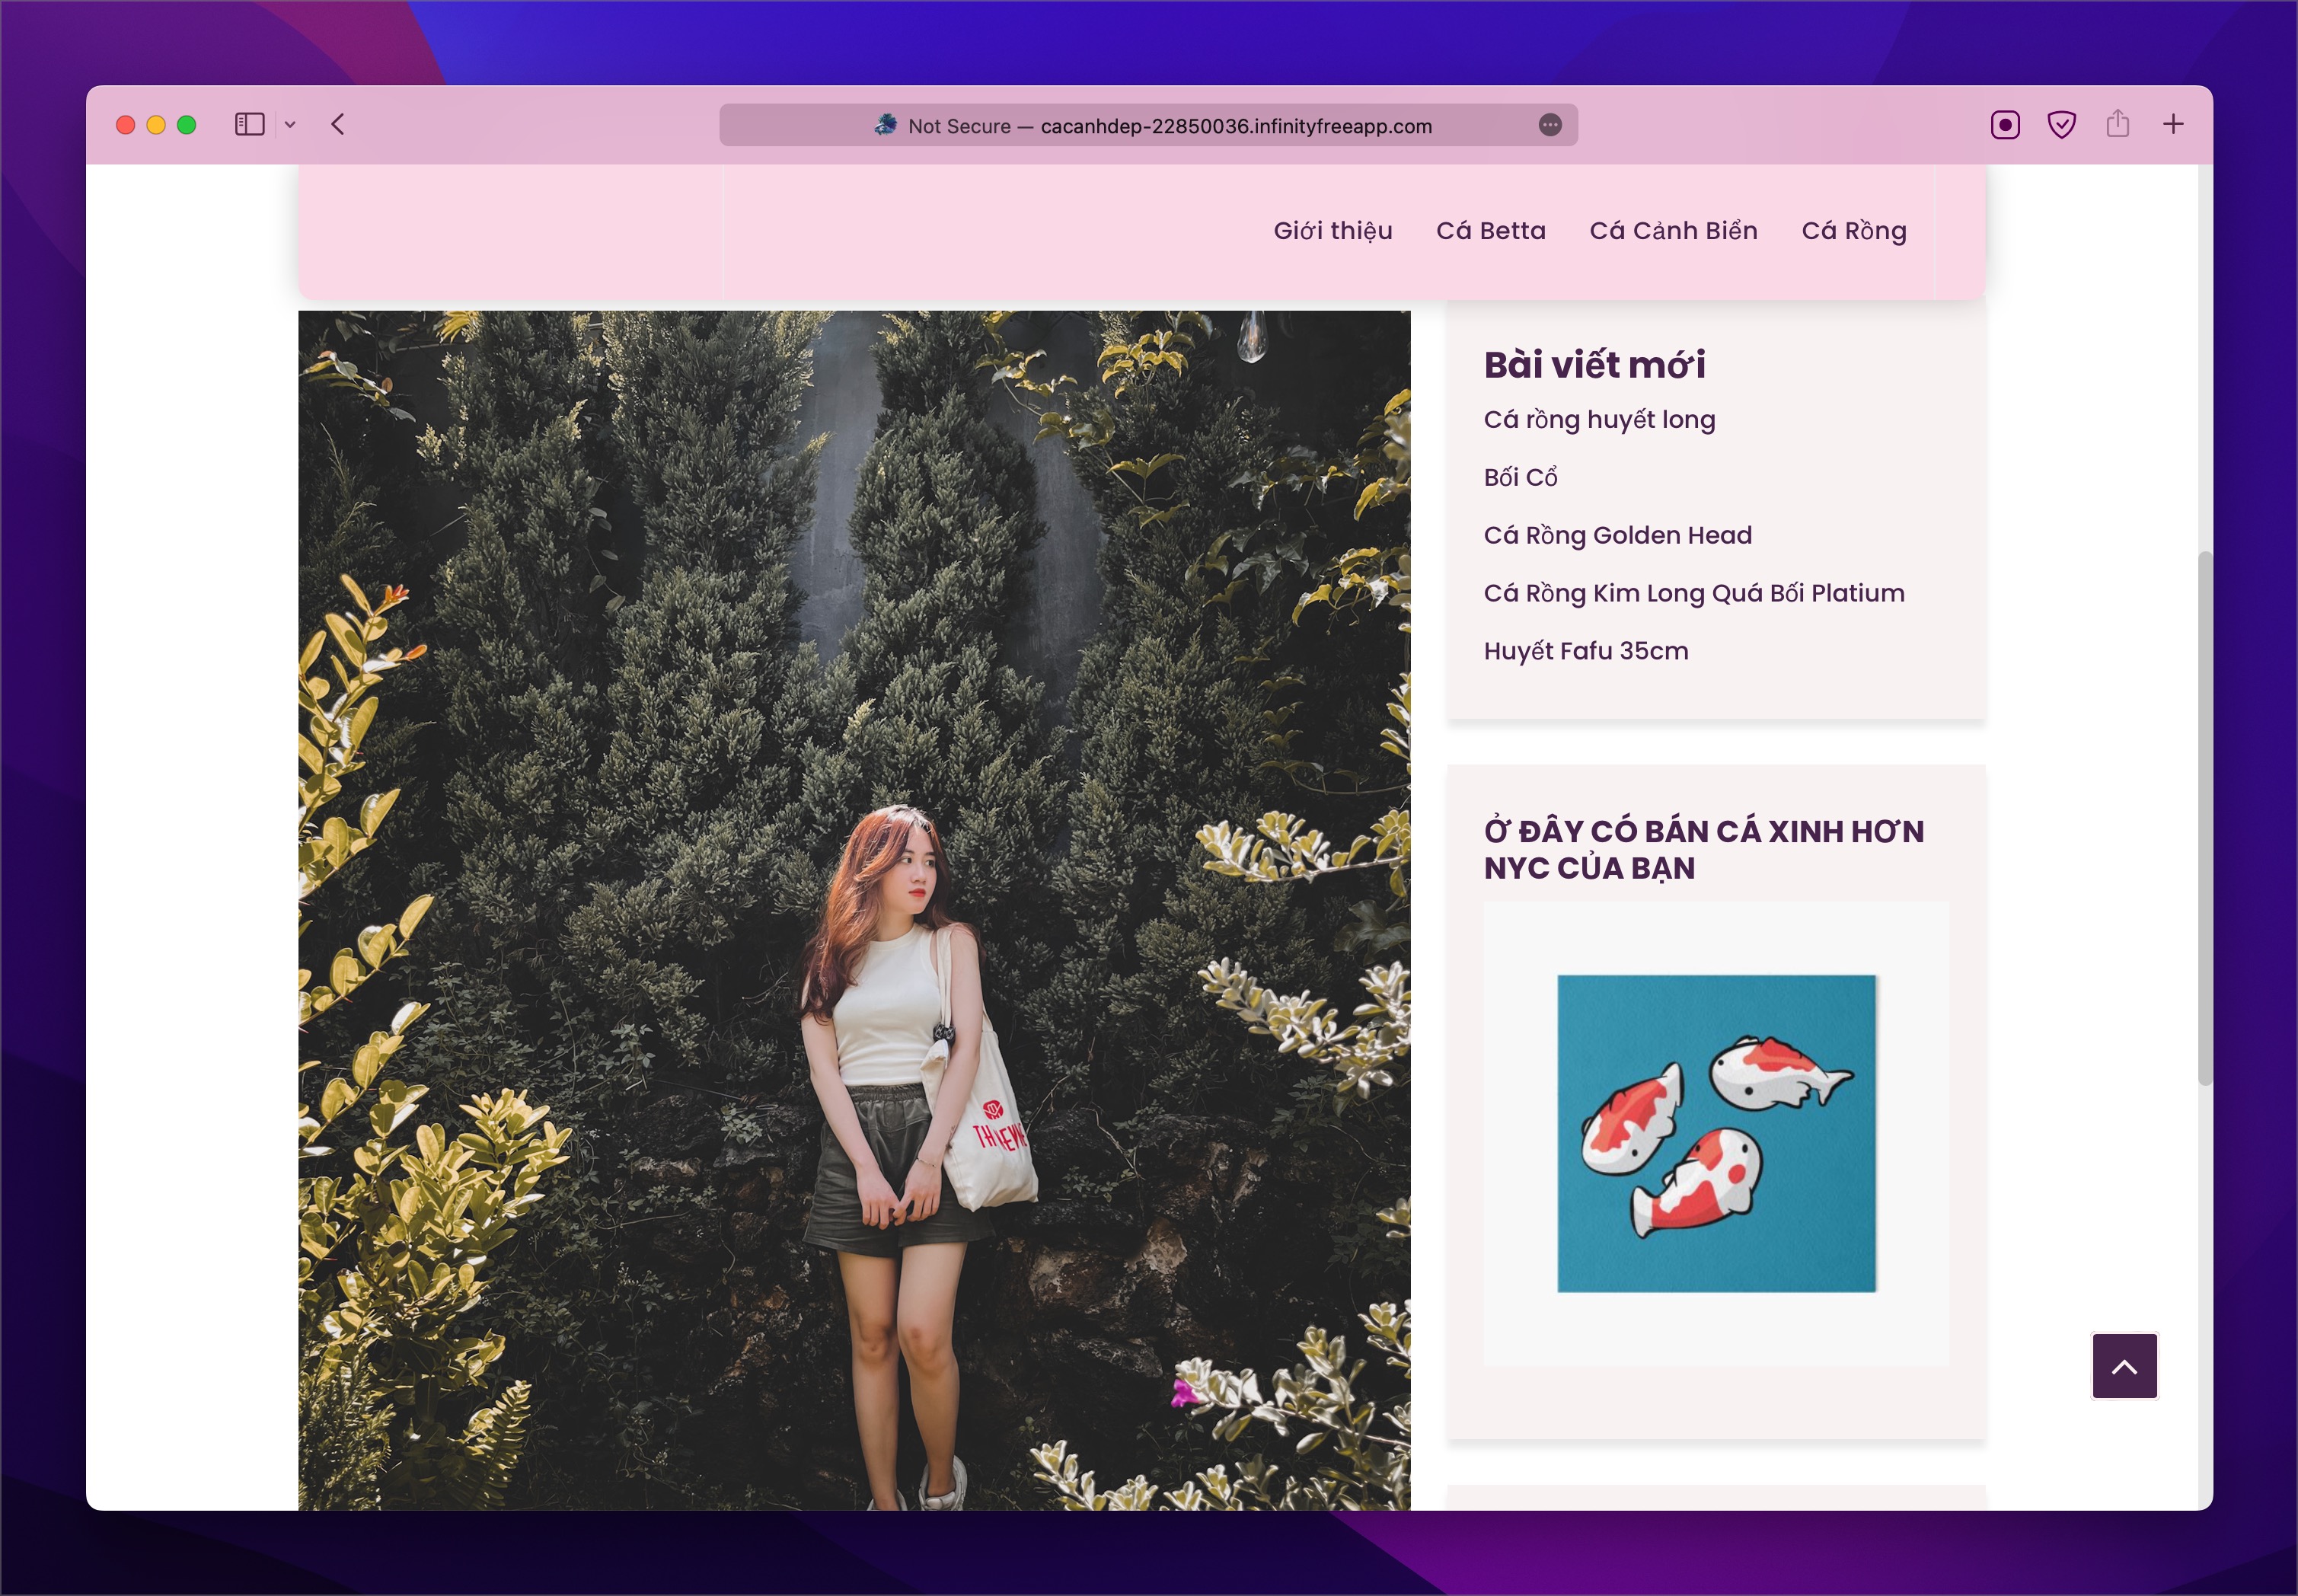 Not Secure — cacanhdep-22850036.infinityfreeapp.com
Giới thiệu Cá Betta Cá Cảnh Biển Cá Rồng
Bài viết mới
Cá rồng huyết long
Bối Cổ
Cá Rồng Golden Head
Cá Rồng Kim Long Quá Bối Platium
Huyết Fafu 35cm
Ở ĐÂY CÓ BÁN CÁ XINH HƠN
NYC CỦA BẠN